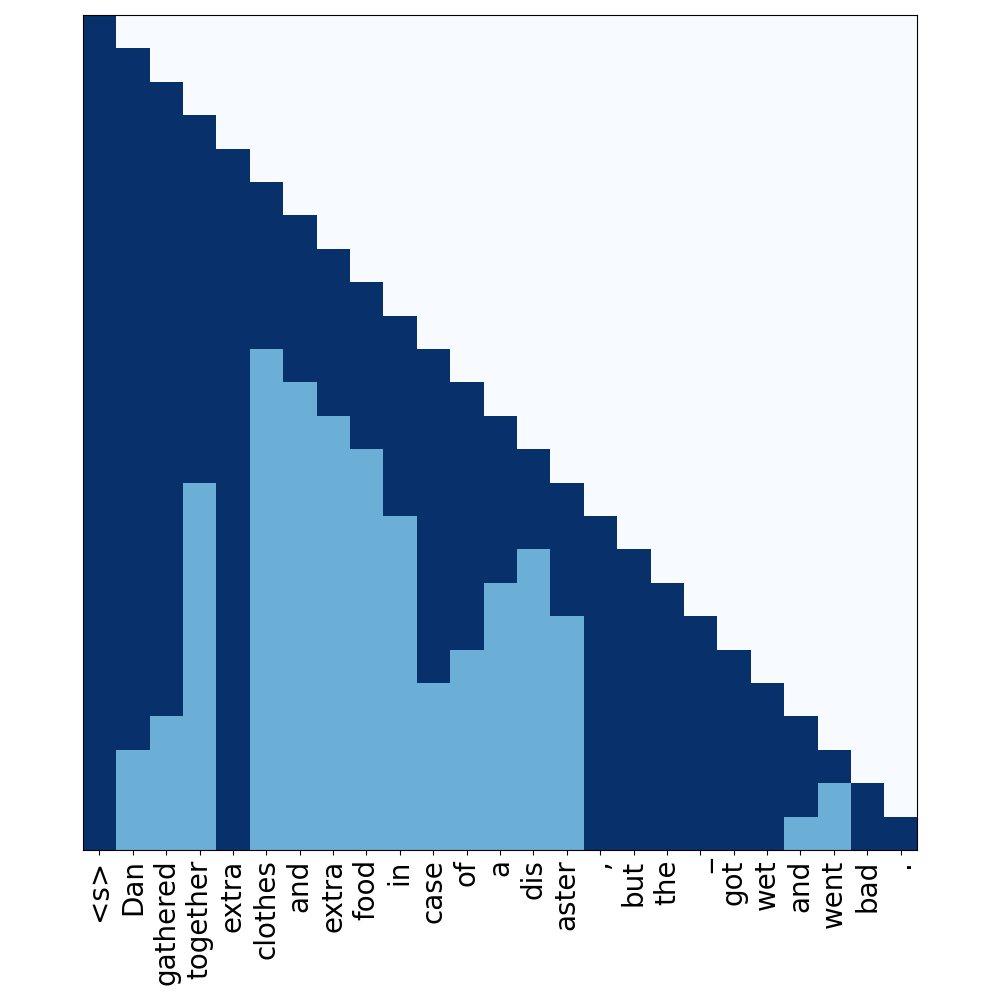 <s>
Dan
gathered
together
extra
clothes
and
extra
food
in
case
of
a
dis
aster
,
but
the
_
got
wet
and
went
bad
.